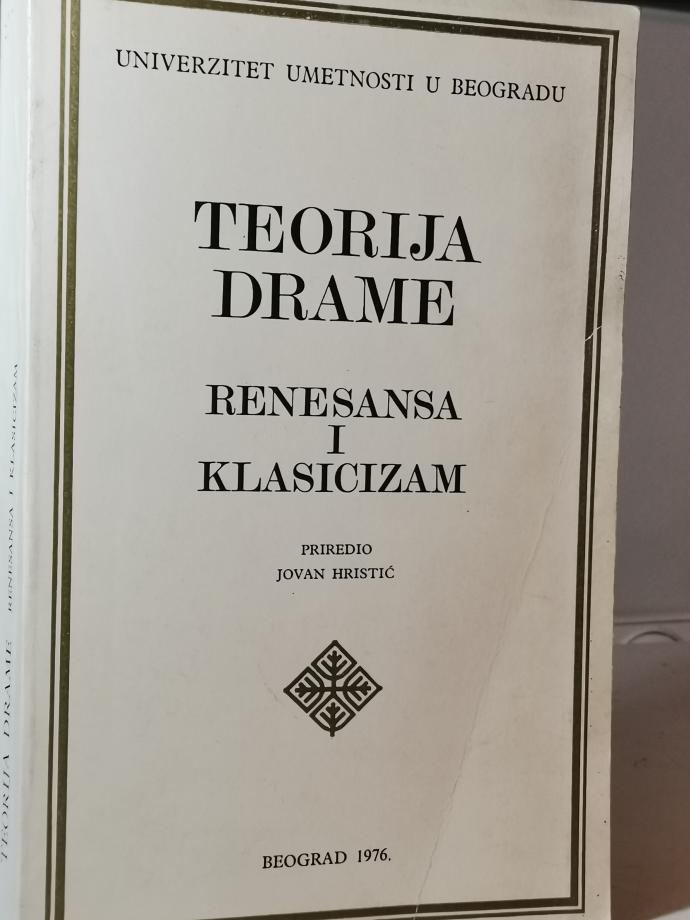 UNIVERZITET UMETNOSTI U BEOGRADU
TEORIJA
DRAME
RENESANSA
I
KLASICIZAM
PRIREDIO
JOVAN HRISTIĆ
BEOGRAD 1976.
TEORIJA DRAME RENESANSA I KLASICIZAM